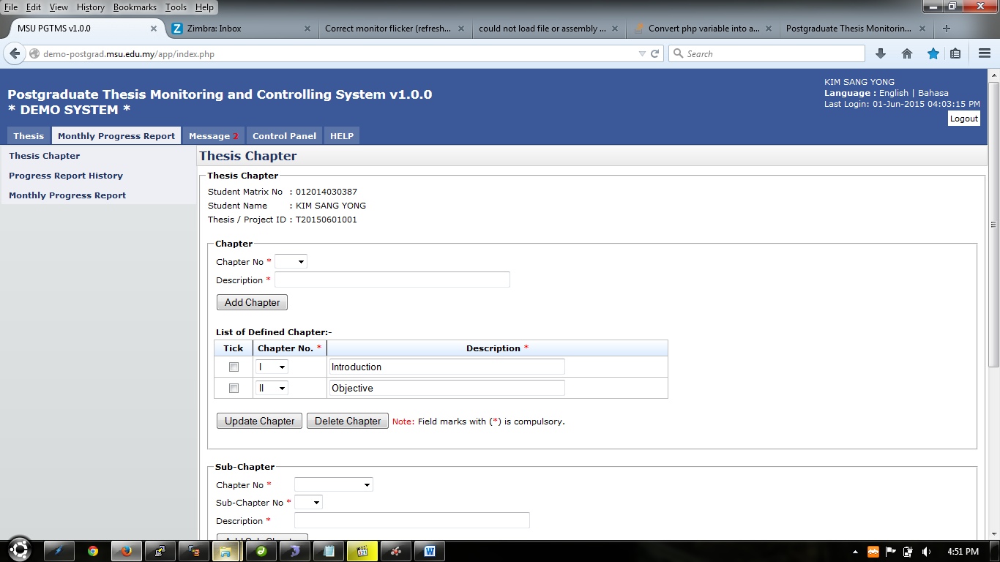 File Edit View History Bookmarks Tools Help
MSU PGTMS v1.0.0
Zimbra: Inbox
Correct monitor flicker (refresh...
could not load file or assembly ...
Convert php variable into a...
Postgraduate Thesis Monitorin...
demo-postgrad.msu.edu.my/app/index.php
Search
Postgraduate Thesis Monitoring and Controlling System v1.0.0
* DEMO SYSTEM *
KIM SANG YONG
Language : English | Bahasa
Last Login: 01-Jun-2015 04:03:15 PM
Logout
Thesis Monthly Progress Report Message 2 Control Panel HELP
Thesis Chapter
Progress Report History
Monthly Progress Report
Thesis Chapter
Thesis Chapter
Student Matrix No : 012014030387
Student Name : KIM SANG YONG
Thesis / Project ID : T20150601001
Chapter
Chapter No *
Description *
Add Chapter
List of Defined Chapter:-
Tick Chapter No. * Description *
I Introduction
II Objective
Update Chapter Delete Chapter Note: Field marks with (*) is compulsory.
Sub-Chapter
Chapter No *
Sub-Chapter No *
Description *
Add Sub-Chapter
4:51 PM